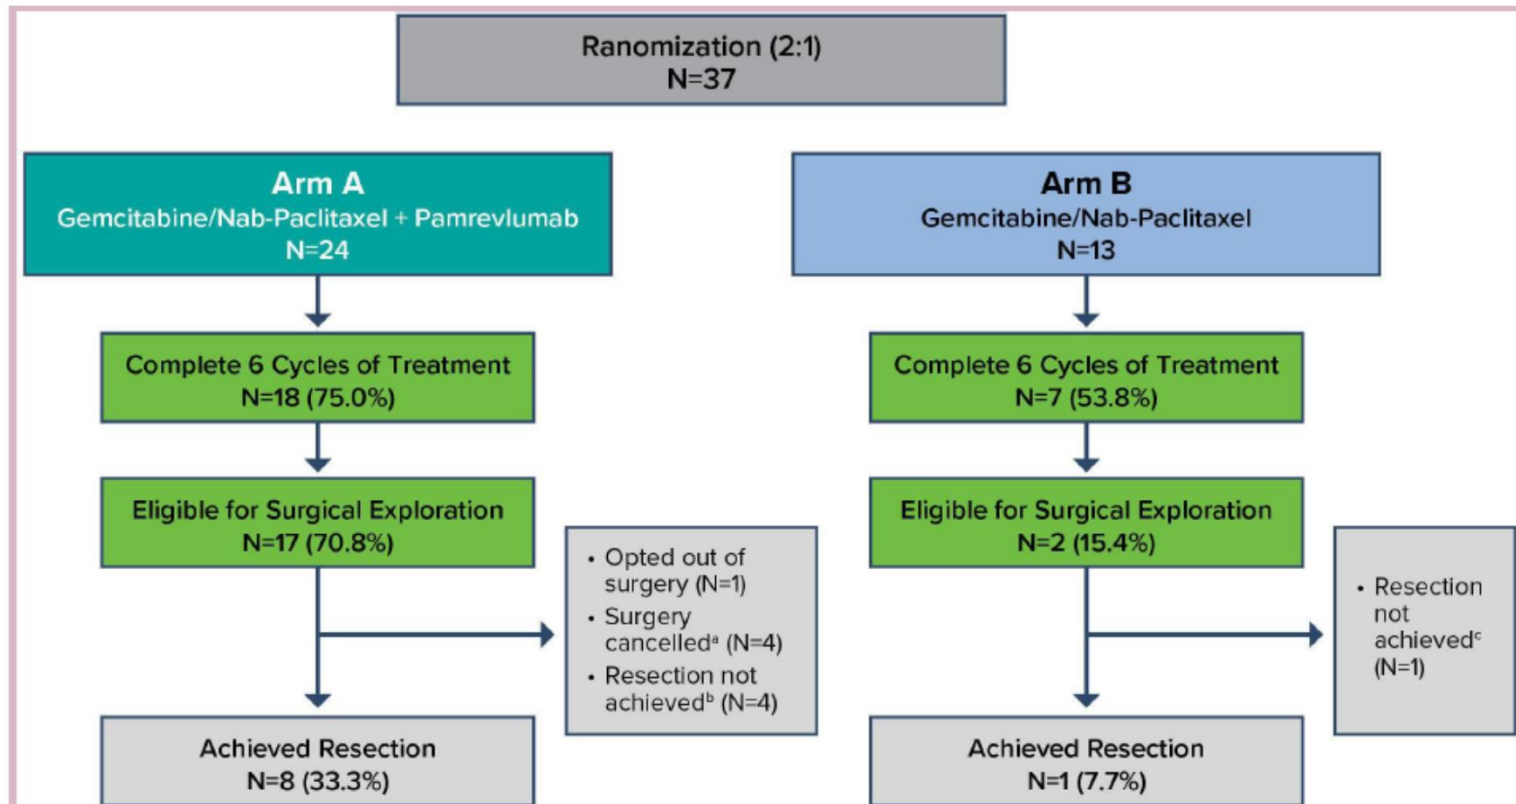 Ranomization (2:1)
N=37
Arm A
Gemcitabine/Nab-Paclitaxel + Pamrevlumab
N=24
Arm B
Gemcitabine/Nab-Paclitaxel
N=13
Complete 6 Cycles of Treatment
N=18 (75.0%)
Complete 6 Cycles of Treatment
N=7 (53.8%)
Eligible for Surgical Exploration
N=17 (70.8%)
Eligible for Surgical Exploration
N=2 (15.4%)
• Opted out of
surgery (N=1)
• Surgery
cancelledᵃ (N=4)
• Resection not
achievedᵇ (N=4)
• Resection
not
achievedᶜ
(N=1)
Achieved Resection
N=8 (33.3%)
Achieved Resection
N=1 (7.7%)